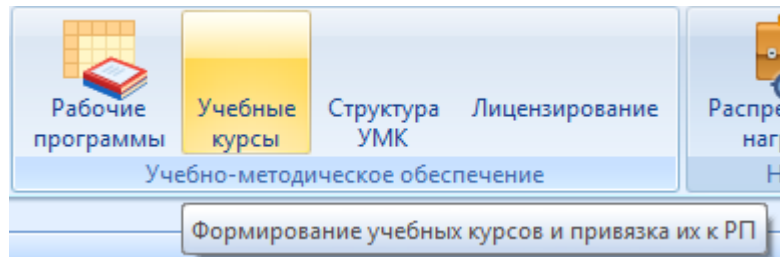 Рабочие программы
Учебные курсы
Структура УМК
Лицензирование
Учебно-методическое обеспечение
Формирование учебных курсов и привязка их к РП